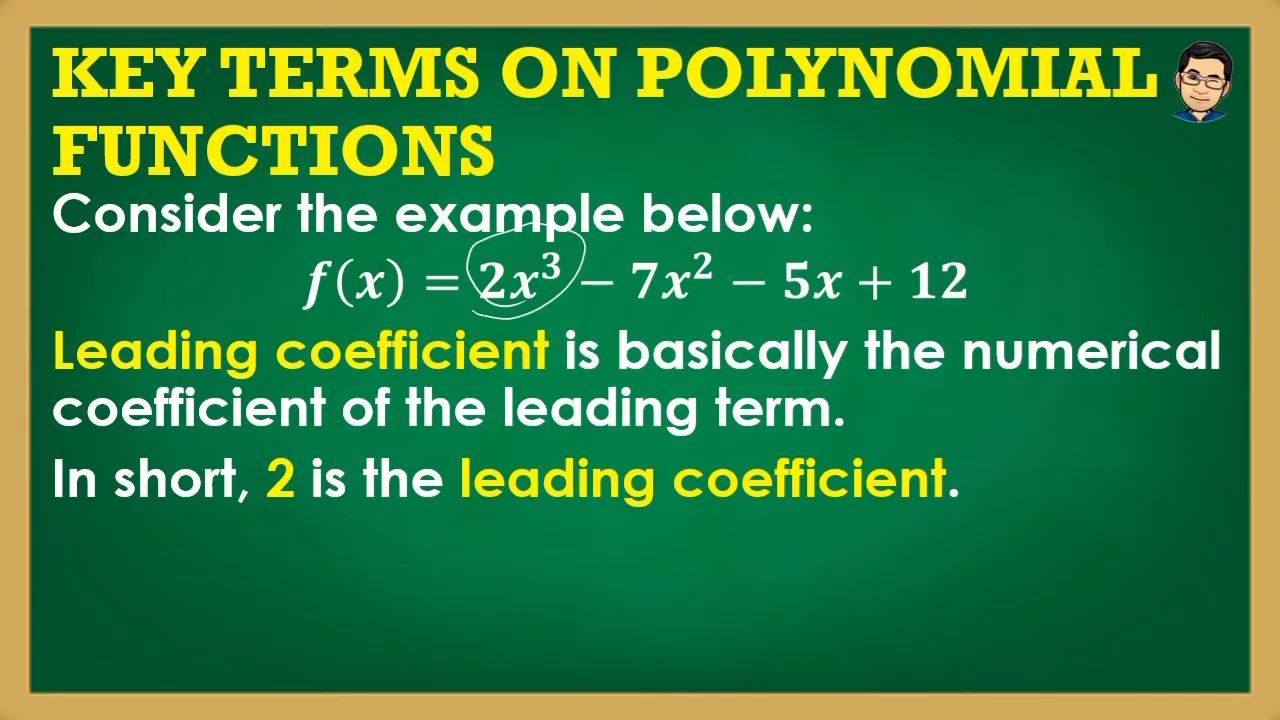 KEY TERMS ON POLYNOMIAL
FUNCTIONS
Consider the example below:
f(x) = 2x³ − 7x² − 5x + 12
Leading coefficient is basically the numerical
coefficient of the leading term.
In short, 2 is the leading coefficient.